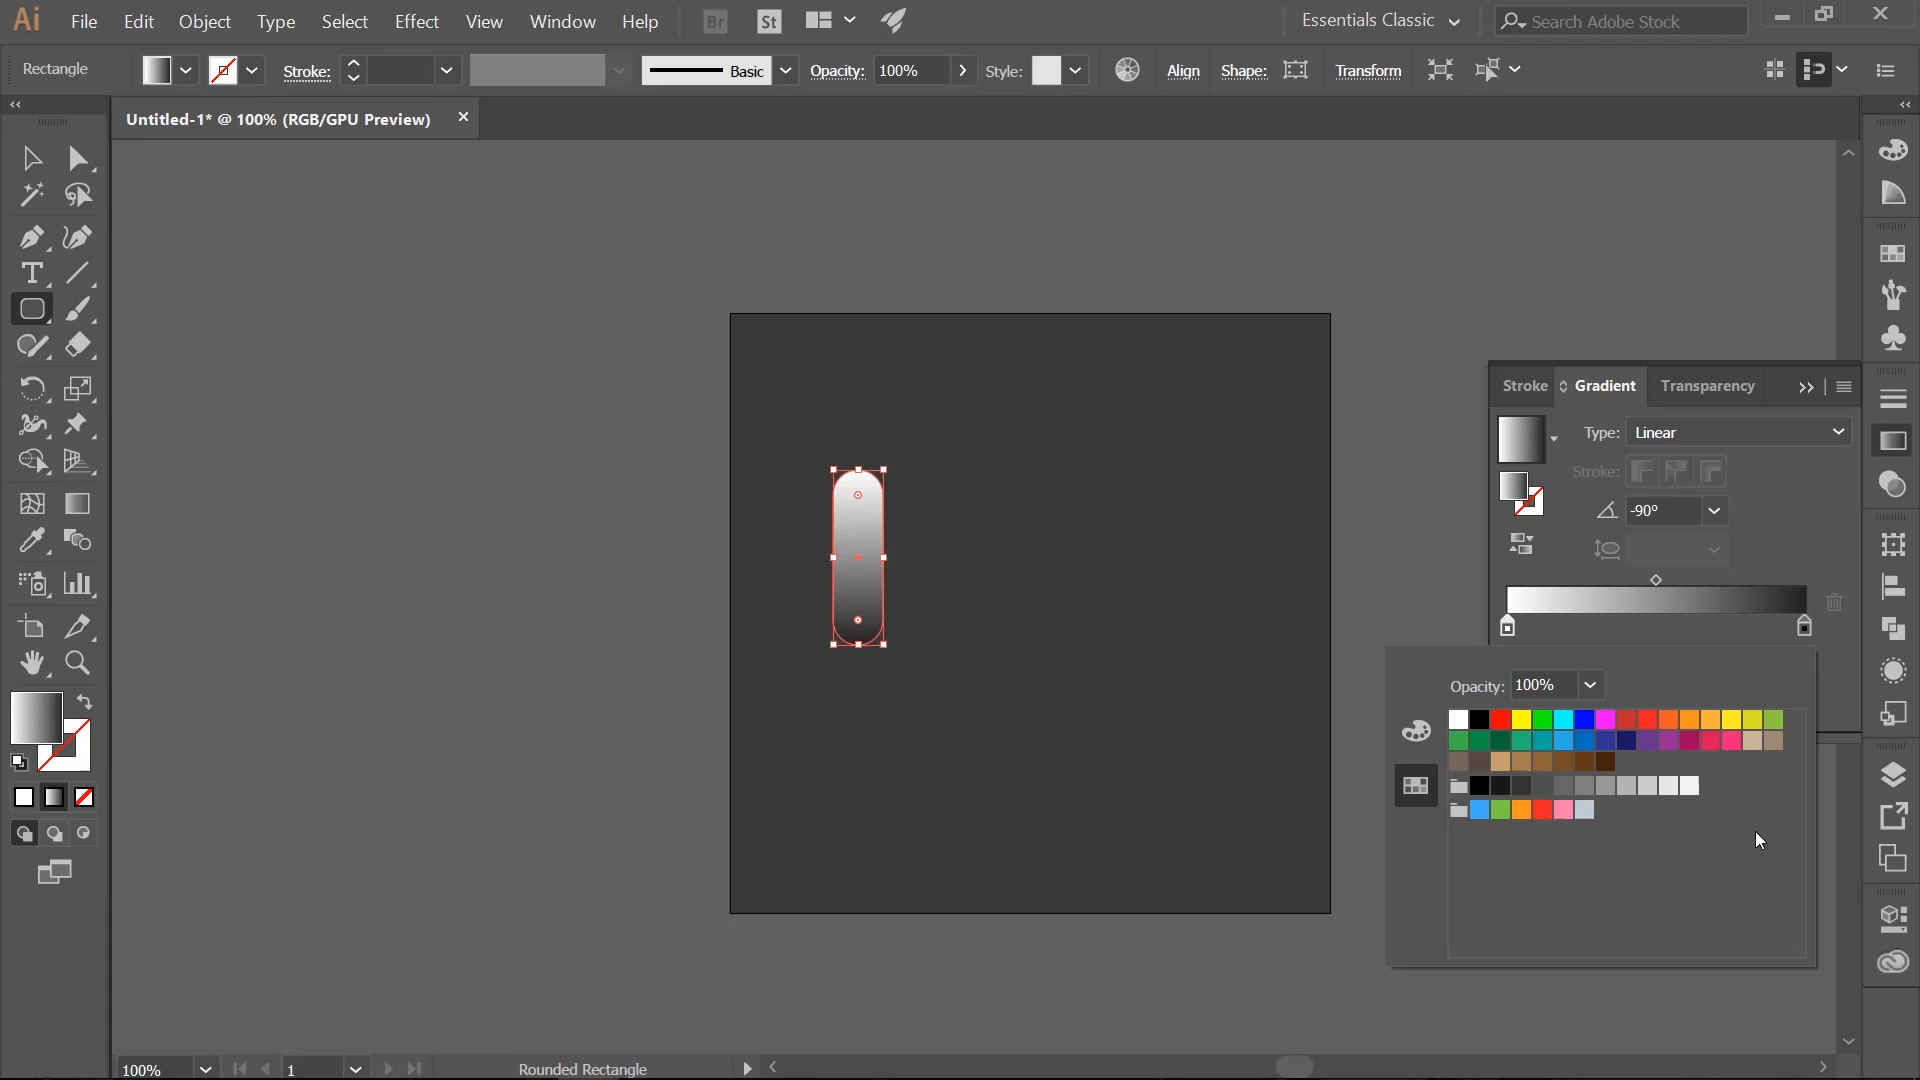 Ai File Edit Object Type Select Effect View Window Help Br St Essentials Classic Search Adobe Stock
Rectangle Stroke: Basic Opacity: 100% Style: Align Shape: Transform
Untitled-1* @ 100% (RGB/GPU Preview)
Stroke Gradient Transparency
Type: Linear
Stroke:
-90°
Opacity: 100%
100% 1 Rounded Rectangle